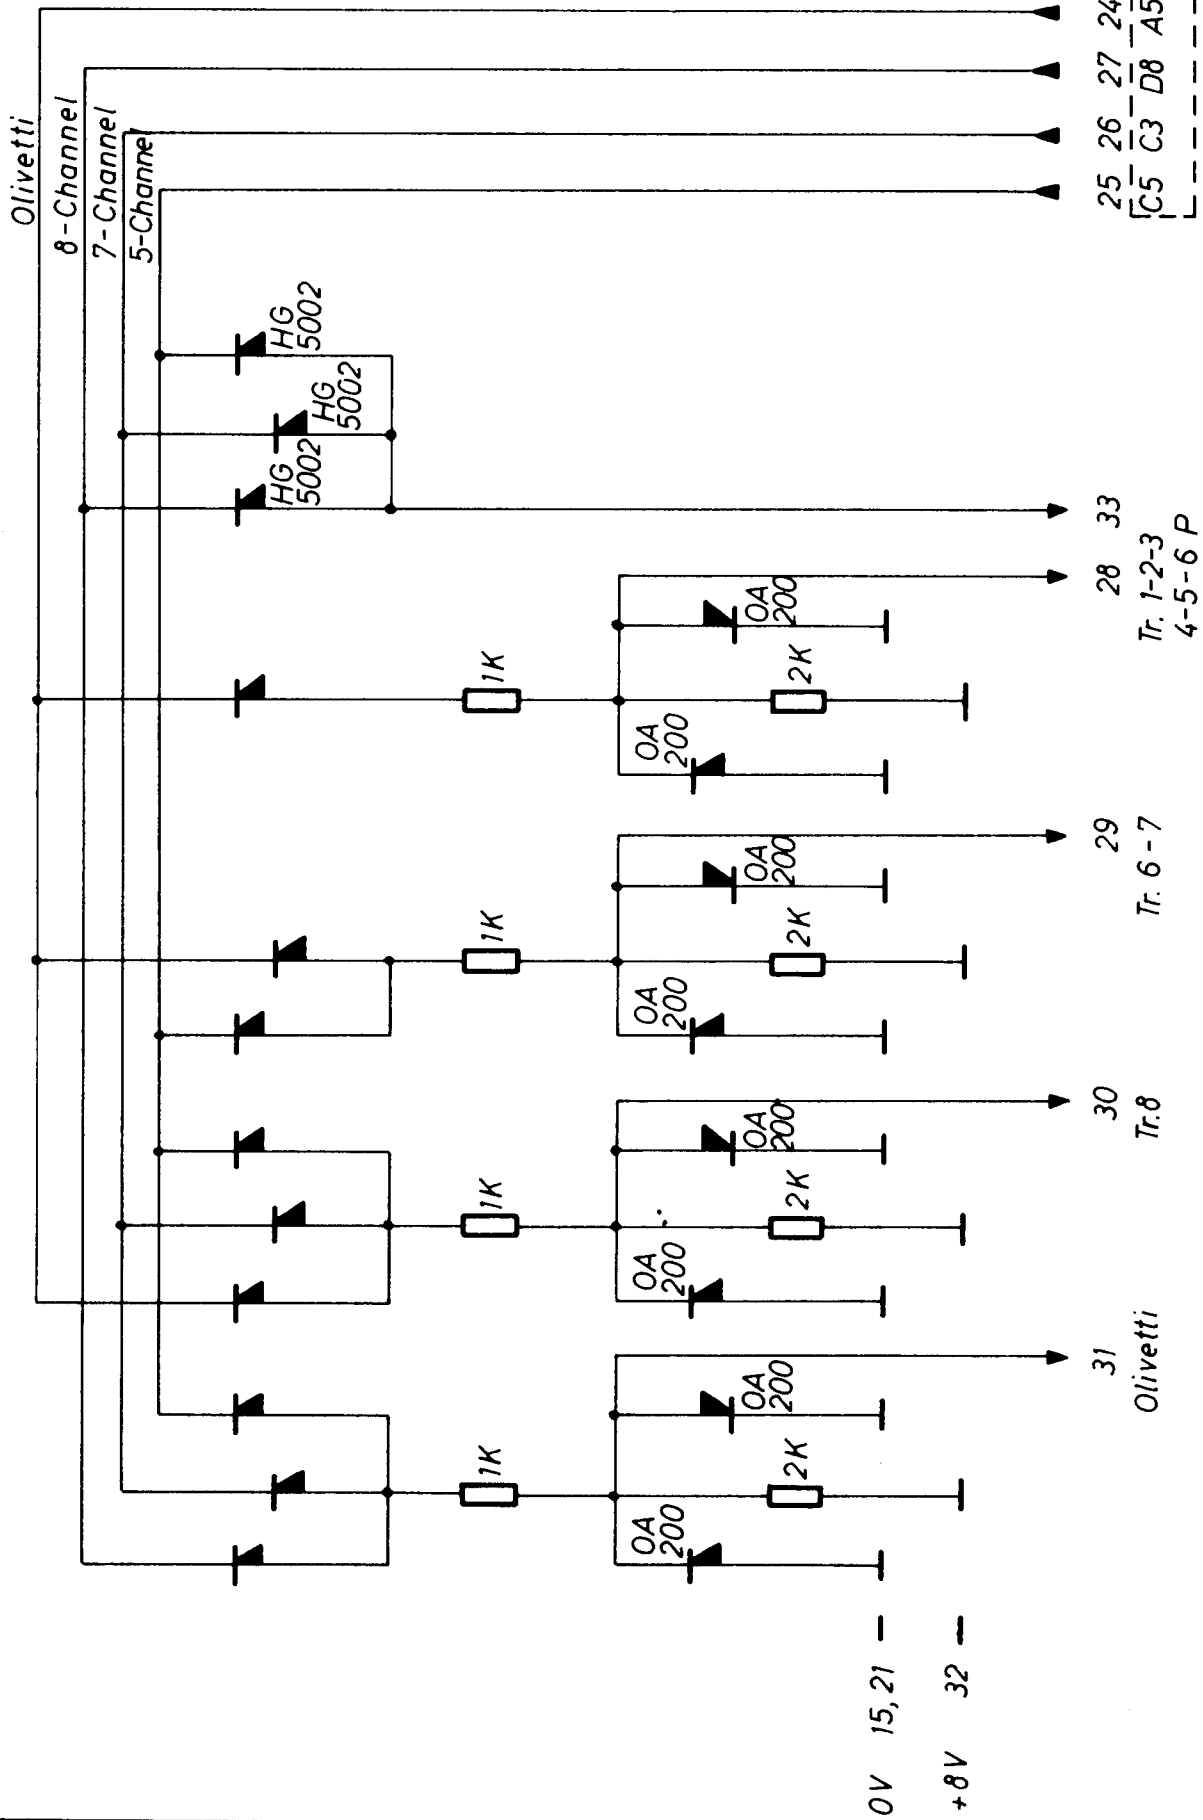 Olivetti
8-Channel
7-Channel
5-Channel
HG
5002
HG
5002
HG
5002
1K
1K
1K
1K
OA
200
OA
200
OA
200
OA
200
OA
200
OA
200
OA
200
OA
200
2K
2K
2K
2K
0V 15,21
+8V 32
31
Olivetti
30
Tr.8
29
Tr. 6-7
28
Tr. 1-2-3
4-5-6 P
33
25 26 27 24
C5 C3 D8 A5